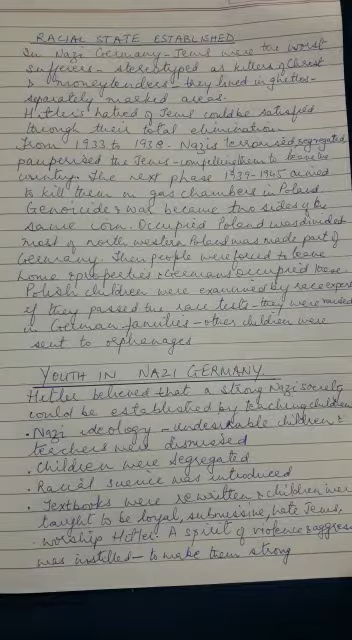 RACIAL STATE ESTABLISHED
In Nazi Germany - Jews were the worst
sufferers - stereotyped as killers of Christ
& moneylenders - they lived in ghettos -
separately marked areas.
Hitler's hatred of Jews could be satisfied
through their total elimination.
From 1933 to 1938 - Nazis terrorised, segregated
pauperised the Jews - compelling them to leave the
country. The next phase 1939-1945 aimed
to kill them in gas chambers in Poland
Genoicide & war became two sides of the
same coin. Occupied Poland was divided
most of north western Poland was made part of
Germany. Then people were forced to leave
home & properties & Germans occupied
Polish children were examined by race experts
if they passed the race tests - they were raised
in German families - other children were
sent to orphanages
YOUTH IN NAZI GERMANY
Hitler believed that a strong Nazi society
could be established by teaching children
• Nazi ideology - undesirable children &
teachers were dismissed
• Children were segregated
• Racial science was introduced
• Textbooks were rewritten & children were
taught to be loyal, submissive, hate Jews,
• worship Hitler. A spirit of violence & aggres
was instilled - to make them strong